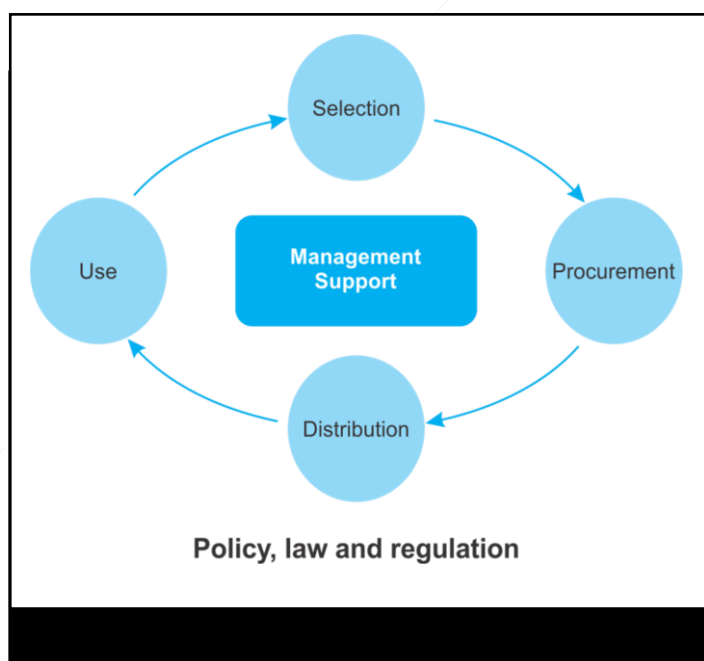 Selection
Use
Management
Support
Procurement
Distribution
Policy, law and regulation